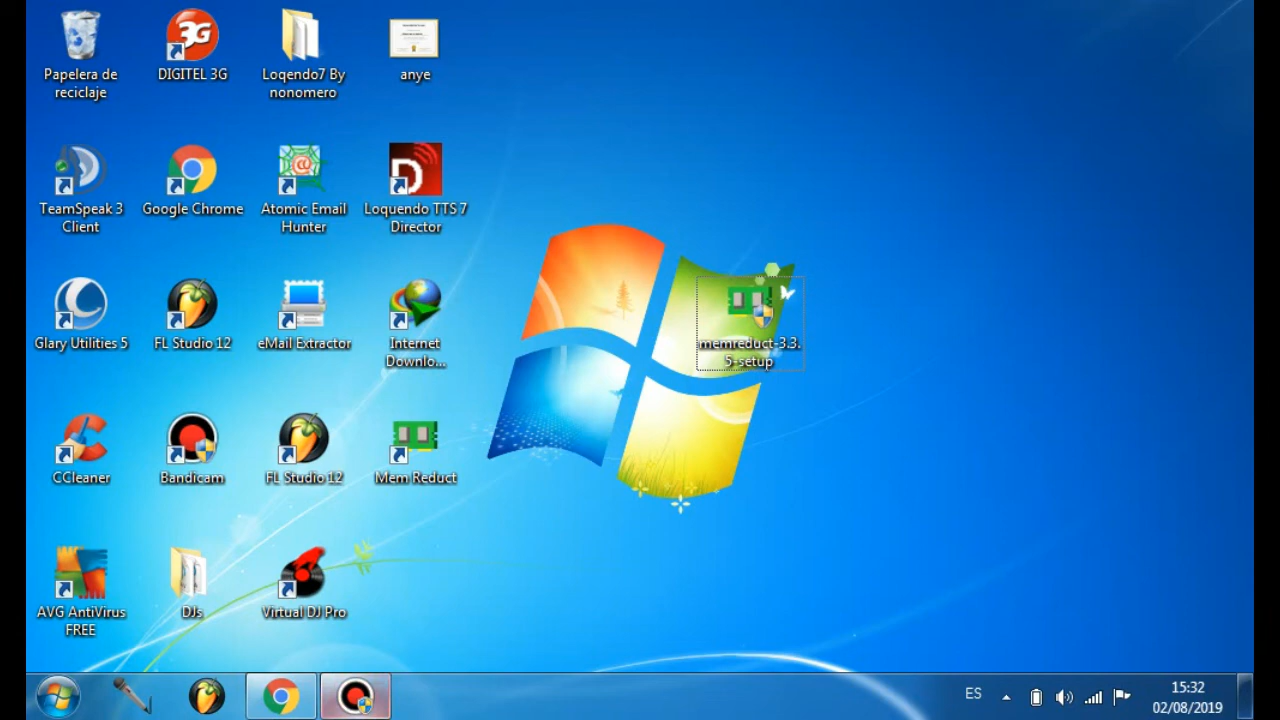 Papelera de
reciclaje
DIGITEL 3G
Loqendo7 By
nonomero
anye
TeamSpeak 3
Client
Google Chrome
Atomic Email
Hunter
Loquendo TTS 7
Director
Glary Utilities 5
FL Studio 12
eMail Extractor
Internet
Downlo...
memreduct-3.3.
5-setup
CCleaner
Bandicam
FL Studio 12
Mem Reduct
AVG AntiVirus
FREE
DJs
Virtual DJ Pro
ES
15:32
02/08/2019